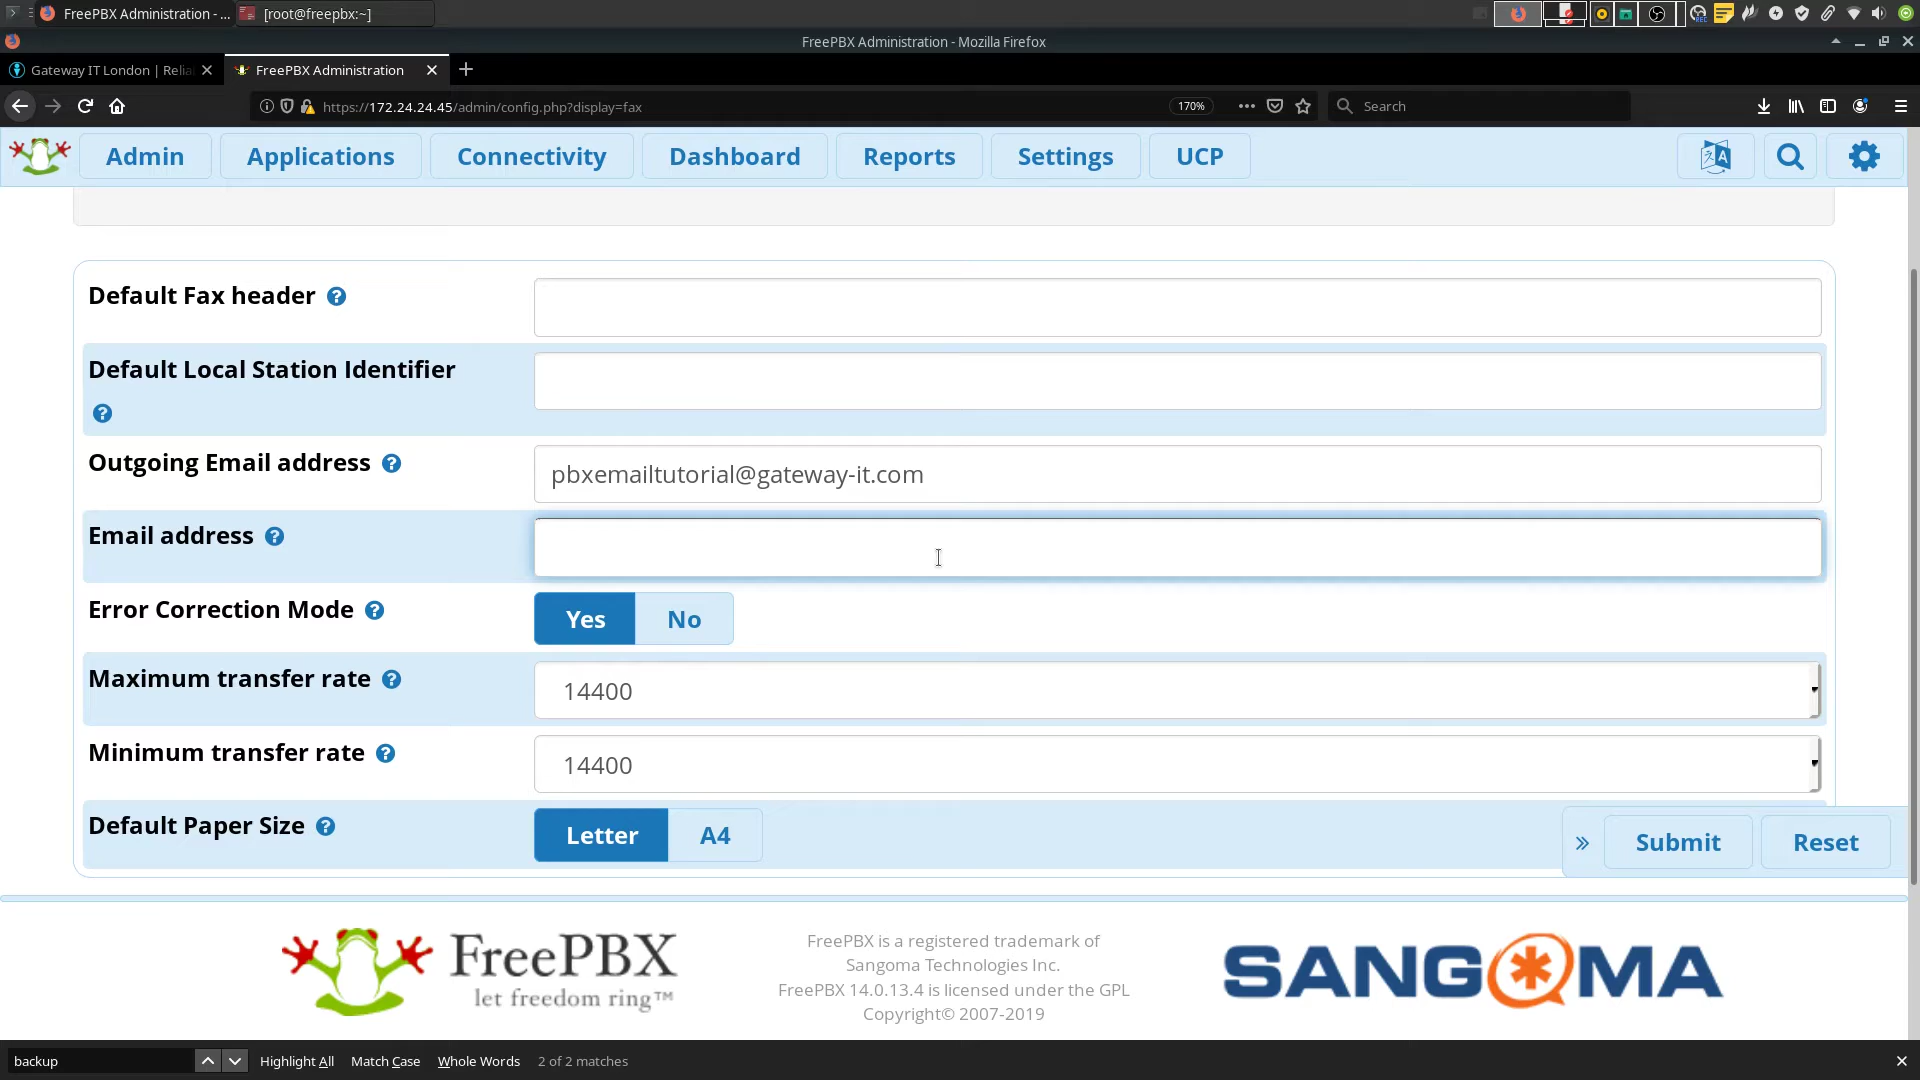 FreePBX Administration - ...
[root@freepbx:~]
FreePBX Administration - Mozilla Firefox
Gateway IT London | Relia
FreePBX Administration
https://172.24.24.45/admin/config.php?display=fax
170%
Search
Admin
Applications
Connectivity
Dashboard
Reports
Settings
UCP
Default Fax header
Default Local Station Identifier
Outgoing Email address
pbxemailtutorial@gateway-it.com
Email address
Error Correction Mode
Yes
No
Maximum transfer rate
14400
Minimum transfer rate
14400
Default Paper Size
Letter
A4
Submit
Reset
FreePBX
let freedom ring™
FreePBX is a registered trademark of
Sangoma Technologies Inc.
FreePBX 14.0.13.4 is licensed under the GPL
Copyright© 2007-2019
SANGOMA
backup
Highlight All
Match Case
Whole Words
2 of 2 matches